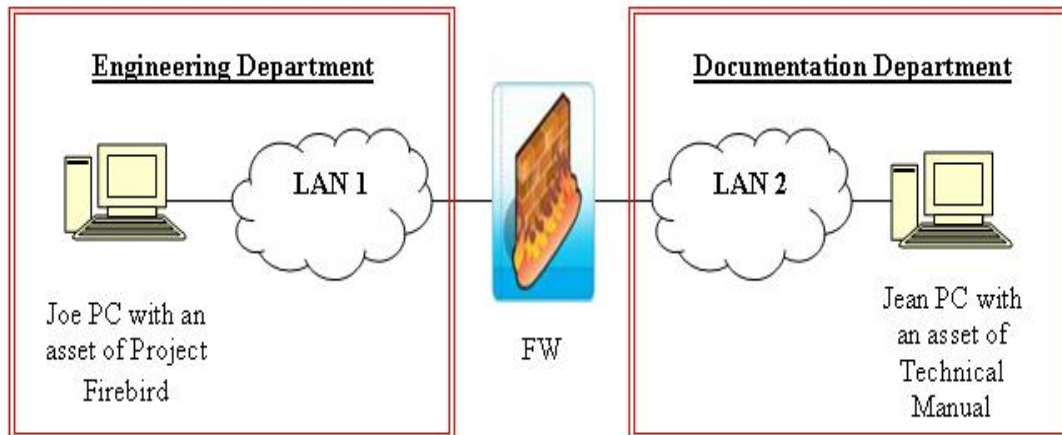 Engineering Department
LAN 1
Joe PC with an
asset of Project
Firebird
FW
Documentation Department
LAN 2
Jean PC with
an asset of
Technical
Manual